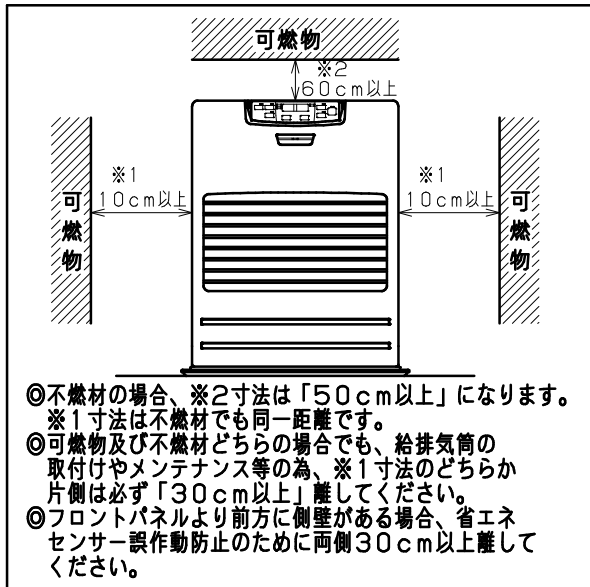 可燃物
※2
60cm以上
※1
10cm以上
※1
10cm以上
可燃物
可燃物
◎不燃材の場合、※2寸法は「50cm以上」になります。
※1寸法は不燃材でも同一距離です。
◎可燃物及び不燃材どちらの場合でも、給排気筒の
取付けやメンテナンス等の為、※1寸法のどちらか
片側は必ず「30cm以上」離してください。
◎フロントパネルより前方に側壁がある場合、省エネ
センサー誤作動防止のために両側30cm以上離して
ください。